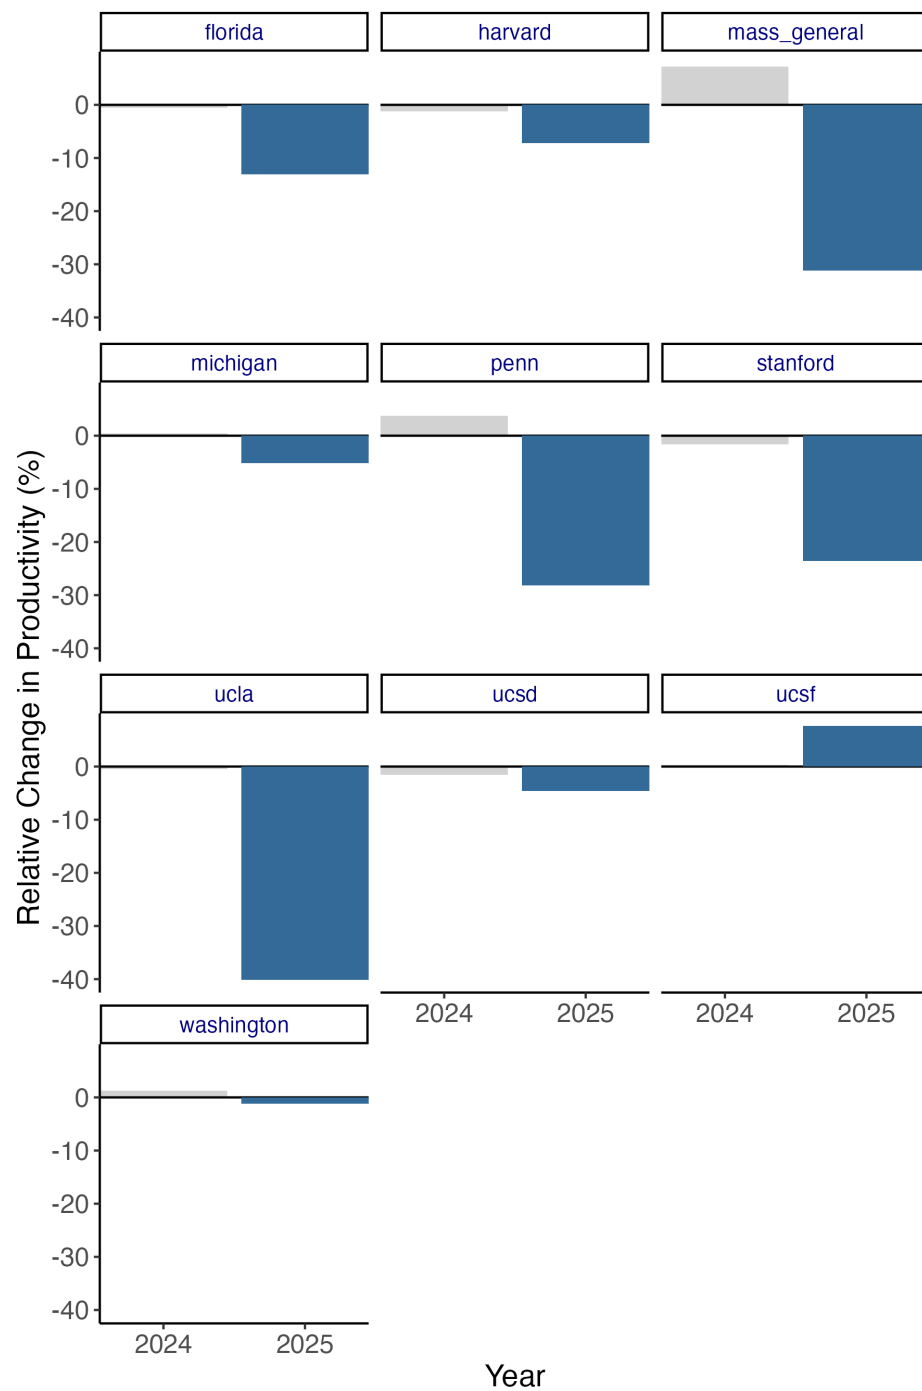 florida
harvard
mass_general
0
-10
-20
-30
-40
michigan
penn
stanford
0
-10
-20
-30
-40
Relative Change in Productivity (%)
ucla
ucsd
ucsf
0
-10
-20
-30
-40
2024
2025
2024
2025
washington
0
-10
-20
-30
-40
2024
2025
Year